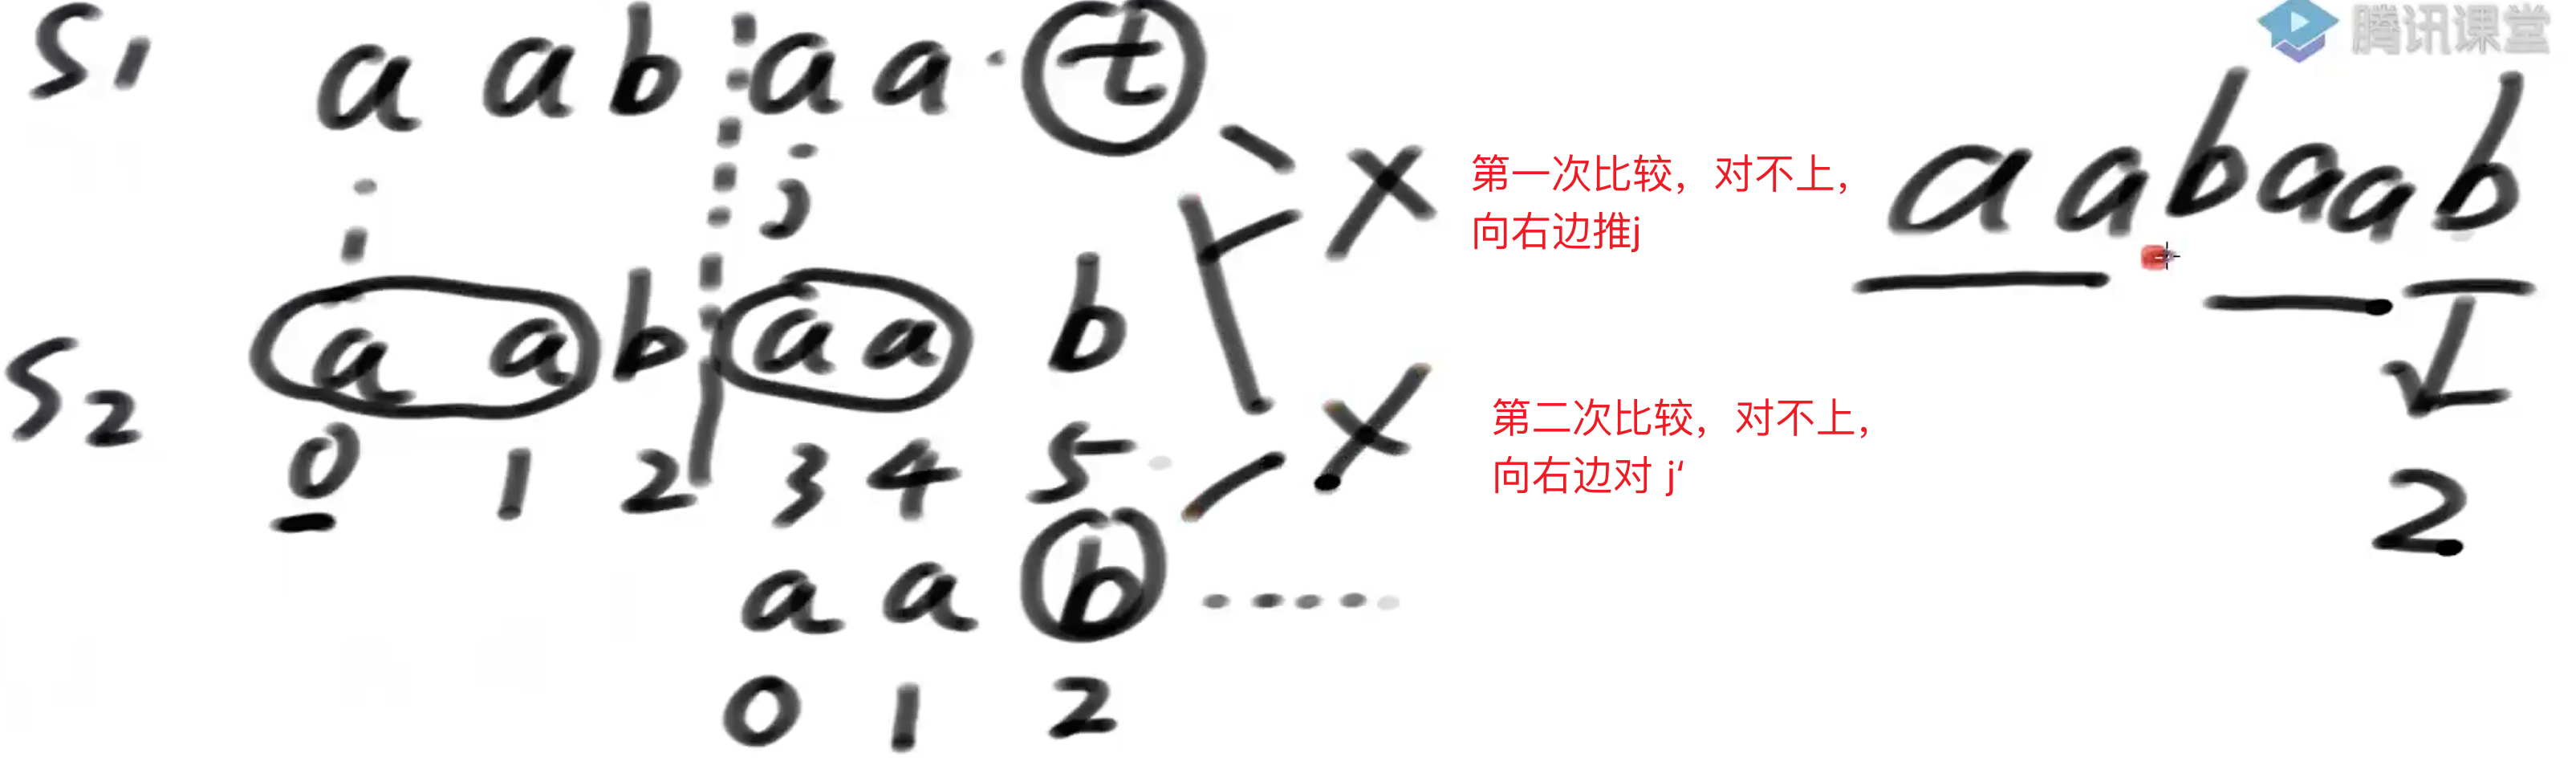 腾讯课堂
S1 a a b a a t
第一次比较，对不上，
向右边推j
a a b a a b
i j
S2 a a b a a b
第二次比较，对不上，
向右边对 j′
0 1 2 3 4 5
2
a a b
0 1 2